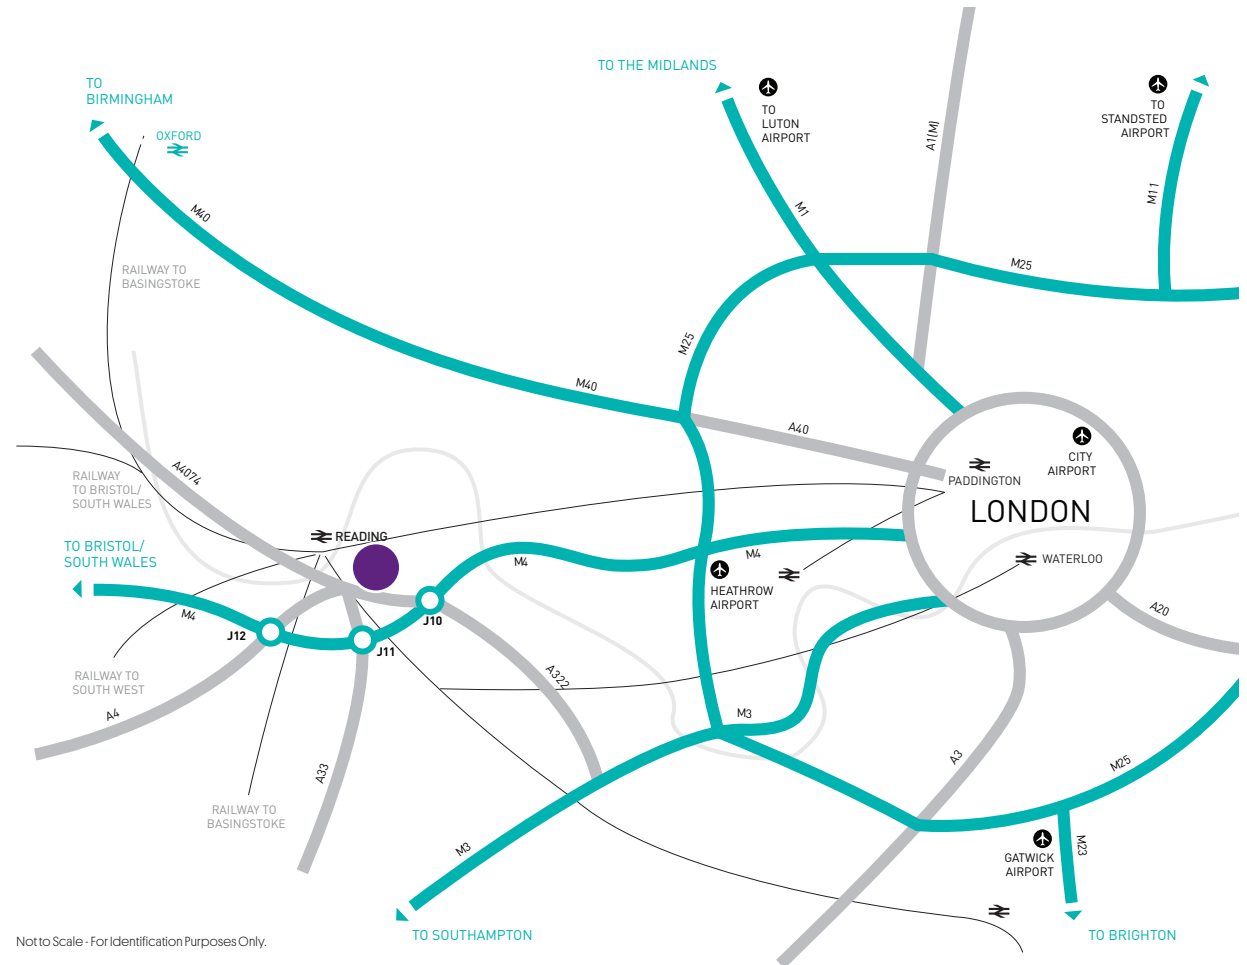 TO THE MIDLANDS
TO
BIRMINGHAM
TO
LUTON
AIRPORT
TO
STANDSTED
AIRPORT
OXFORD
A1(M)
M1
M11
M40
RAILWAY TO
BASINGSTOKE
M25
M25
M40
A40
CITY
AIRPORT
A4074
RAILWAY
TO BRISTOL/
SOUTH WALES
PADDINGTON
LONDON
READING
TO BRISTOL/
SOUTH WALES
M4
M4
WATERLOO
HEATHROW
AIRPORT
M4
J12
J10
J11
A20
RAILWAY TO
SOUTH WEST
A322
A4
M3
A33
A3
M25
RAILWAY TO
BASINGSTOKE
M3
GATWICK
AIRPORT
M23
TO SOUTHAMPTON
TO BRIGHTON
Not to Scale - For Identification Purposes Only.